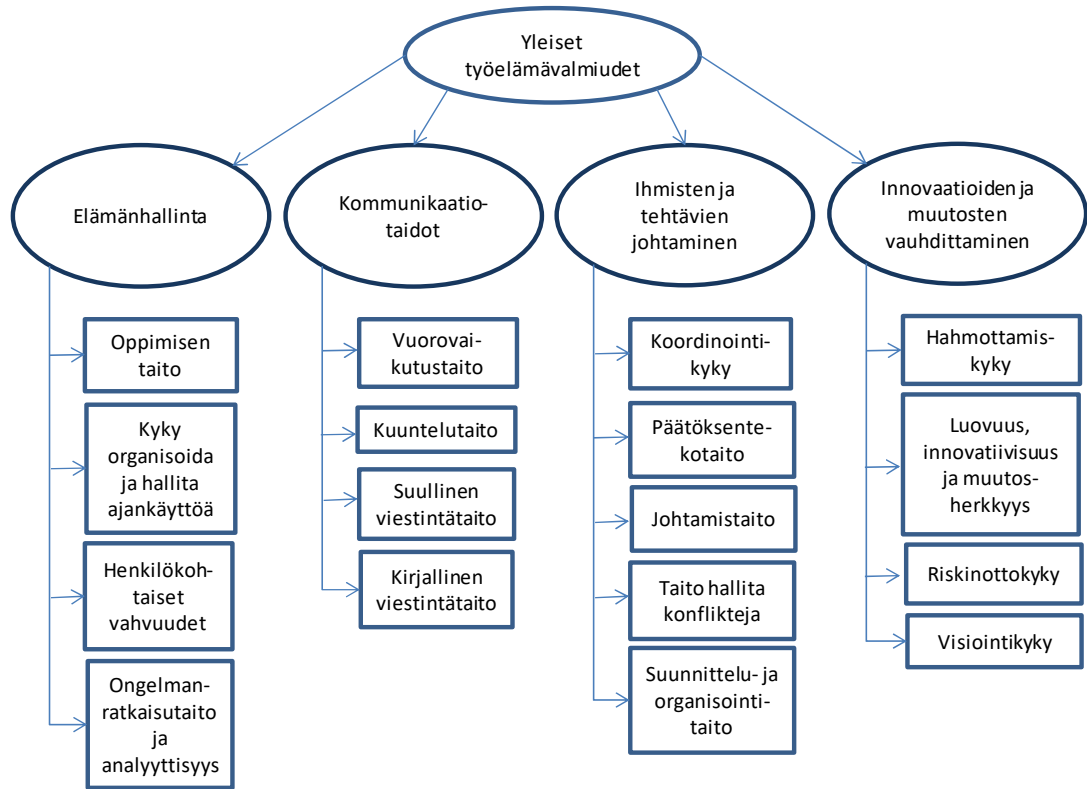 Yleiset
työelämävalmiudet
Elämänhallinta
Kommunikaatio-
taidot
Ihmisten ja
tehtävien
johtaminen
Innovaatioiden ja
muutosten
vauhdittaminen
Oppimisen
taito
Kyky
organisoida
ja hallita
ajankäyttöä
Henkilökoh-
taiset
vahvuudet
Ongelman-
ratkaisutaito
ja
analyyttisyys
Vuorovai-
kutustaito
Kuuntelutaito
Suullinen
viestintätaito
Kirjallinen
viestintätaito
Koordinointi-
kyky
Päätöksente-
kotaito
Johtamistaito
Taito hallita
konflikteja
Suunnittelu- ja
organisointi-
taito
Hahmottamis-
kyky
Luovuus,
innovatiivisuus
ja muutos-
herkkyys
Riskinottokyky
Visiointikyky